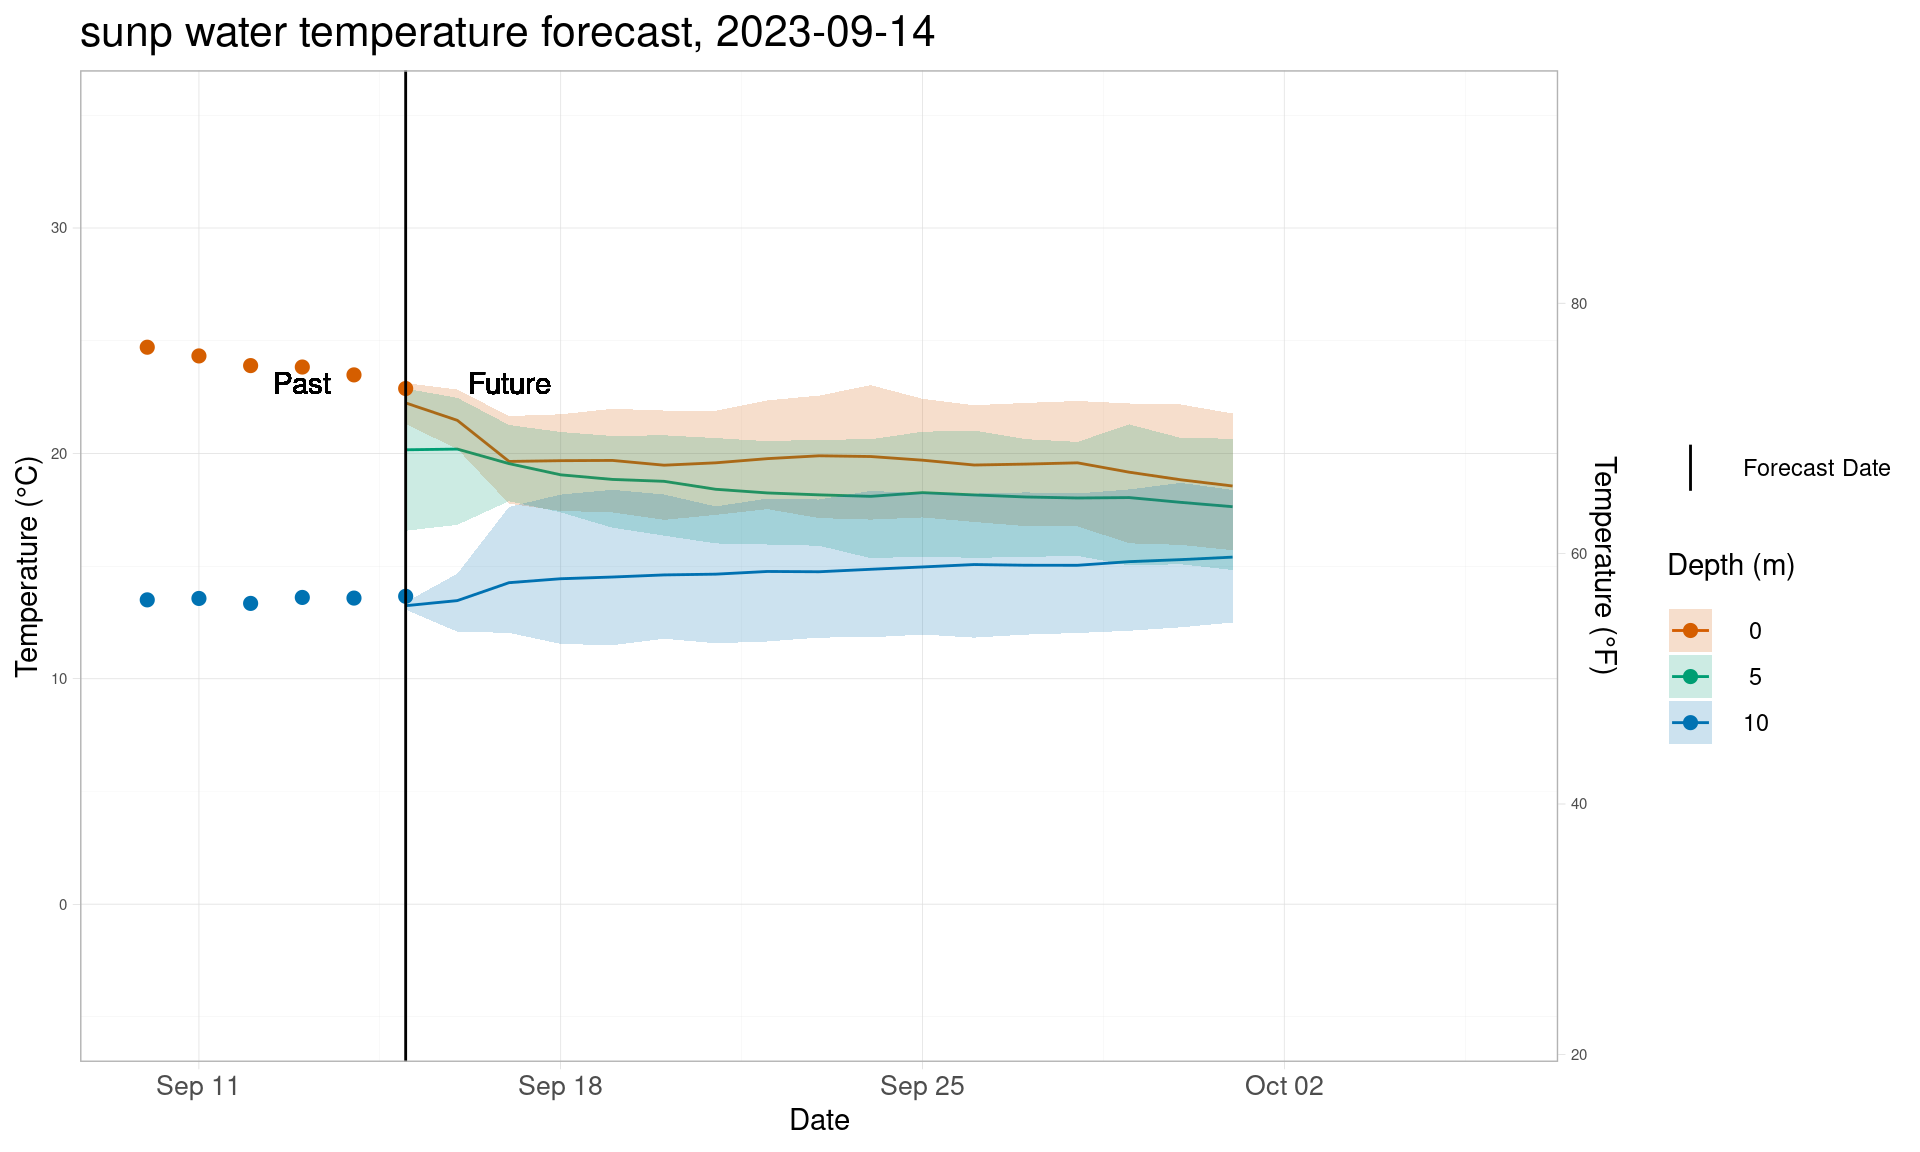 sunp water temperature forecast, 2023-09-14
30
20
10
0
Temperature (°C)
Past
Future
80
60
40
20
Temperature (°F)
Sep 11
Sep 18
Sep 25
Oct 02
Date
Forecast Date
Depth (m)
0
5
10